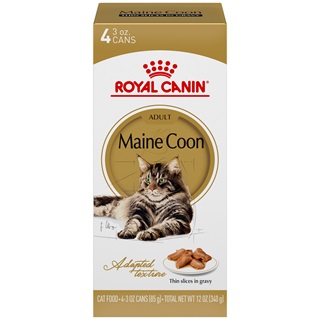 4 3 oz. CANS
ROYAL CANIN®
ADULT
Maine Coon
Adapted texture
Thin slices in gravy
CAT FOOD • 4-3 OZ CANS (85 g) • TOTAL NET WT 12 OZ (340 g)